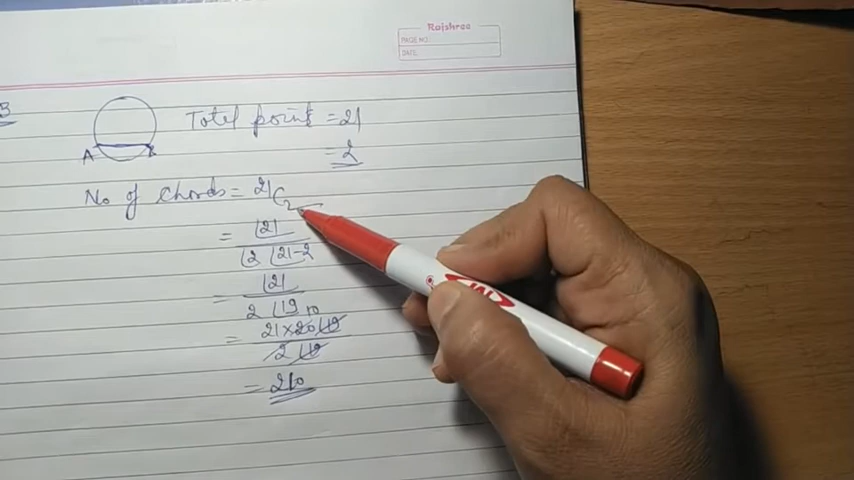 Rajshree
PAGE NO.
DATE
3
Total point = 21
= 2
A B
No of chords = 21C2
= |21
|2 |21-2
= |21
2 |19
10
= 21×20|19
2 |19
= 210